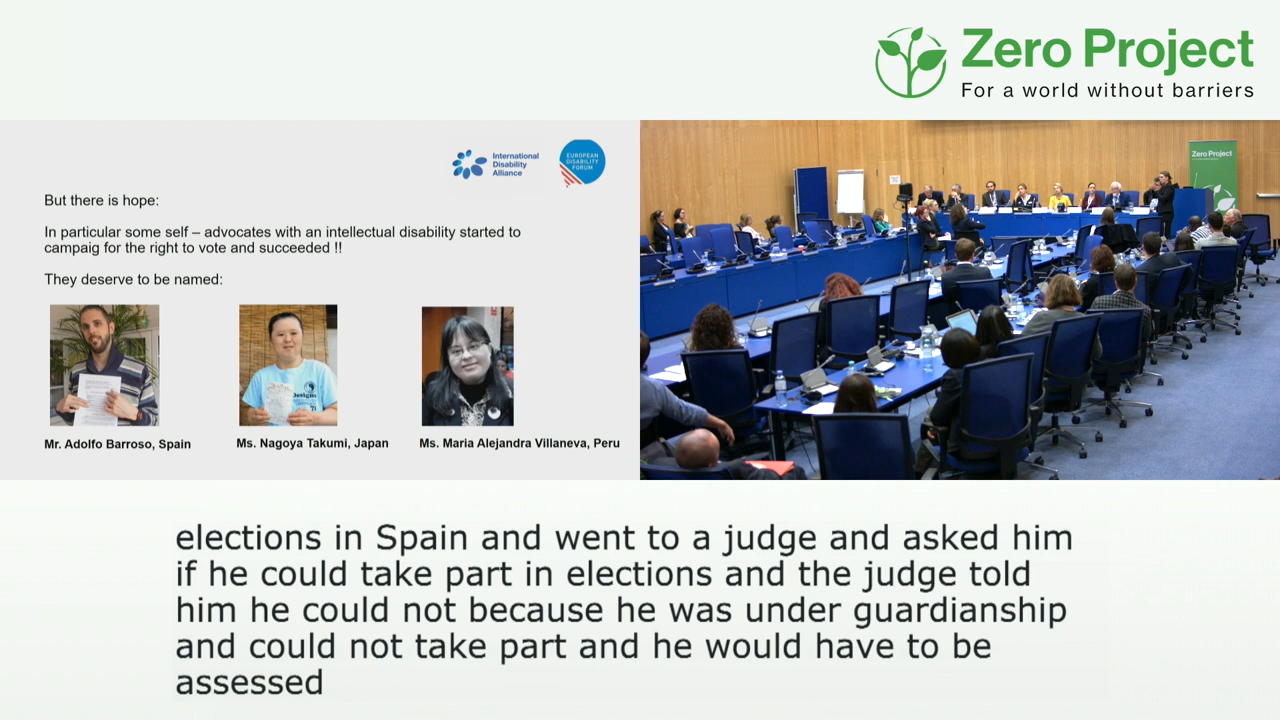 Zero Project
For a world without barriers
International
Disability
Alliance
EUROPEAN
DISABILITY
FORUM
But there is hope:
In particular some self – advocates with an intellectual disability started to
campaig for the right to vote and succeeded !!
They deserve to be named:
Mr. Adolfo Barroso, Spain
Ms. Nagoya Takumi, Japan
Ms. Maria Alejandra Villaneva, Peru
Zero Project
elections in Spain and went to a judge and asked him
if he could take part in elections and the judge told
him he could not because he was under guardianship
and could not take part and he would have to be
assessed